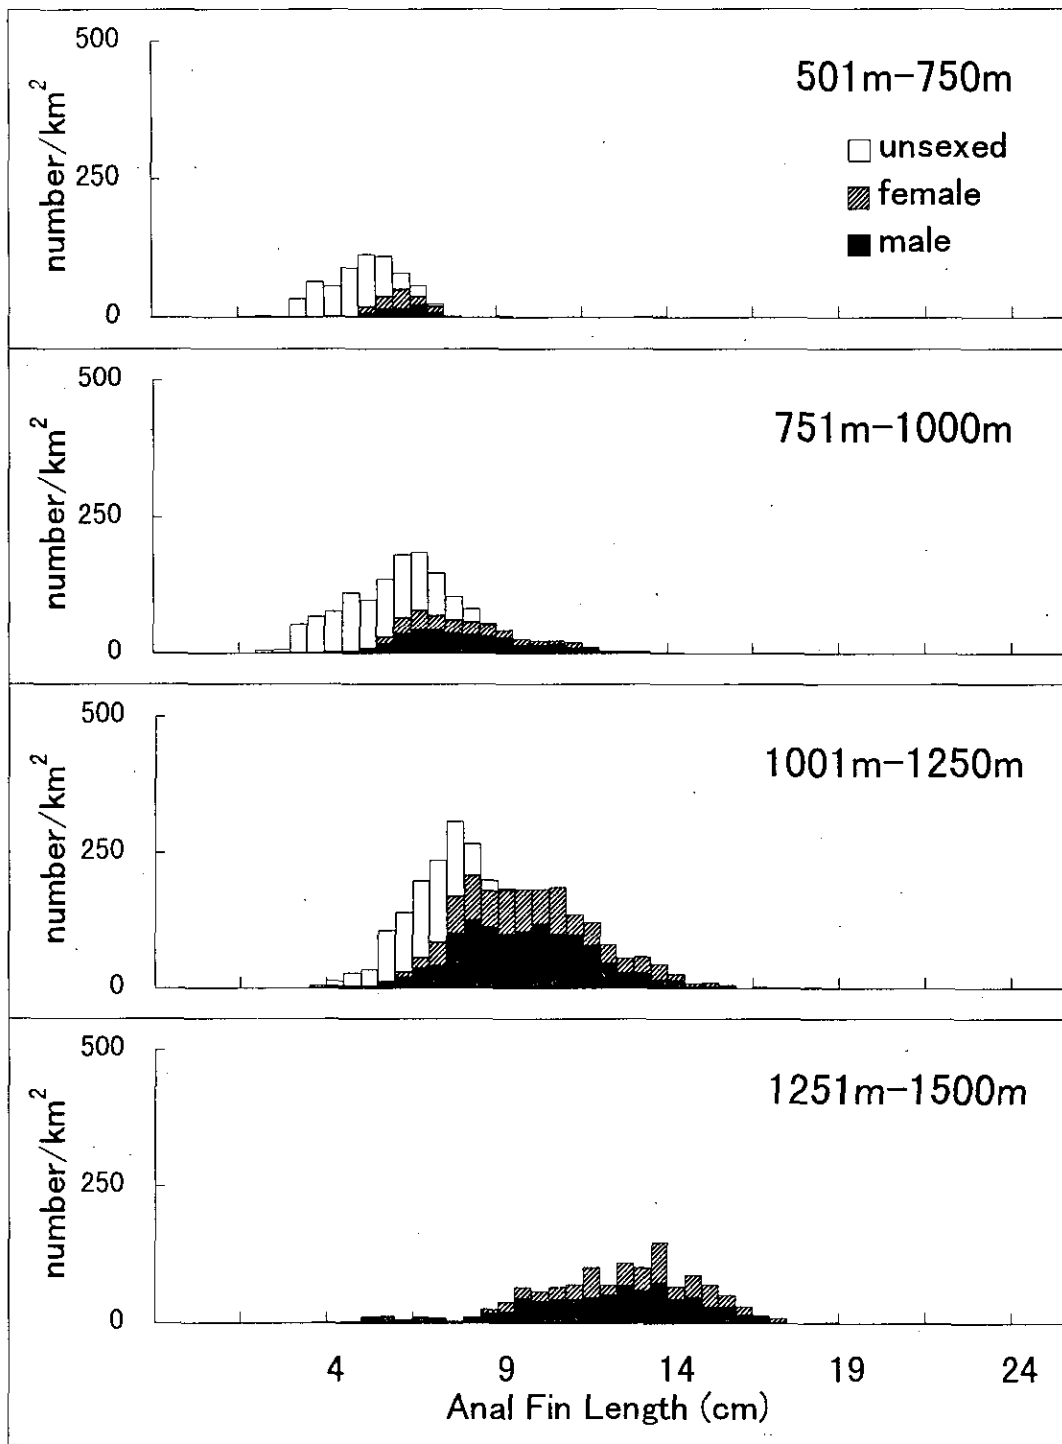 500
501m-750m
unsexed
250
female
male
0
number/km²
500
751m-1000m
250
0
number/km²
500
1001m-1250m
250
0
number/km²
500
1251m-1500m
250
0
number/km²
4 9 14 19 24
Anal Fin Length (cm)